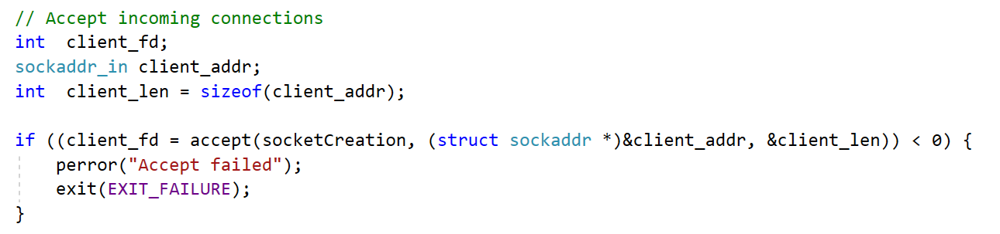 // Accept incoming connections
int  client_fd;
sockaddr_in client_addr;
int  client_len = sizeof(client_addr);
if ((client_fd = accept(socketCreation, (struct sockaddr *)&client_addr, &client_len)) < 0) {
    perror("Accept failed");
    exit(EXIT_FAILURE);
}